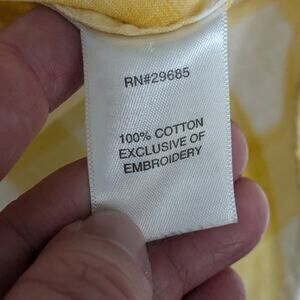 RN#29685
100% COTTON
EXCLUSIVE OF
EMBROIDERY